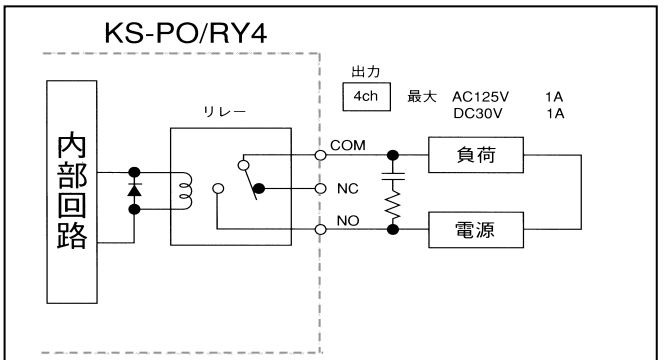 KS-PO/RY4
出力
4ch 最大 AC125V 1A
DC30V 1A
リレー
内部回路
COM
NC
NO
負荷
電源